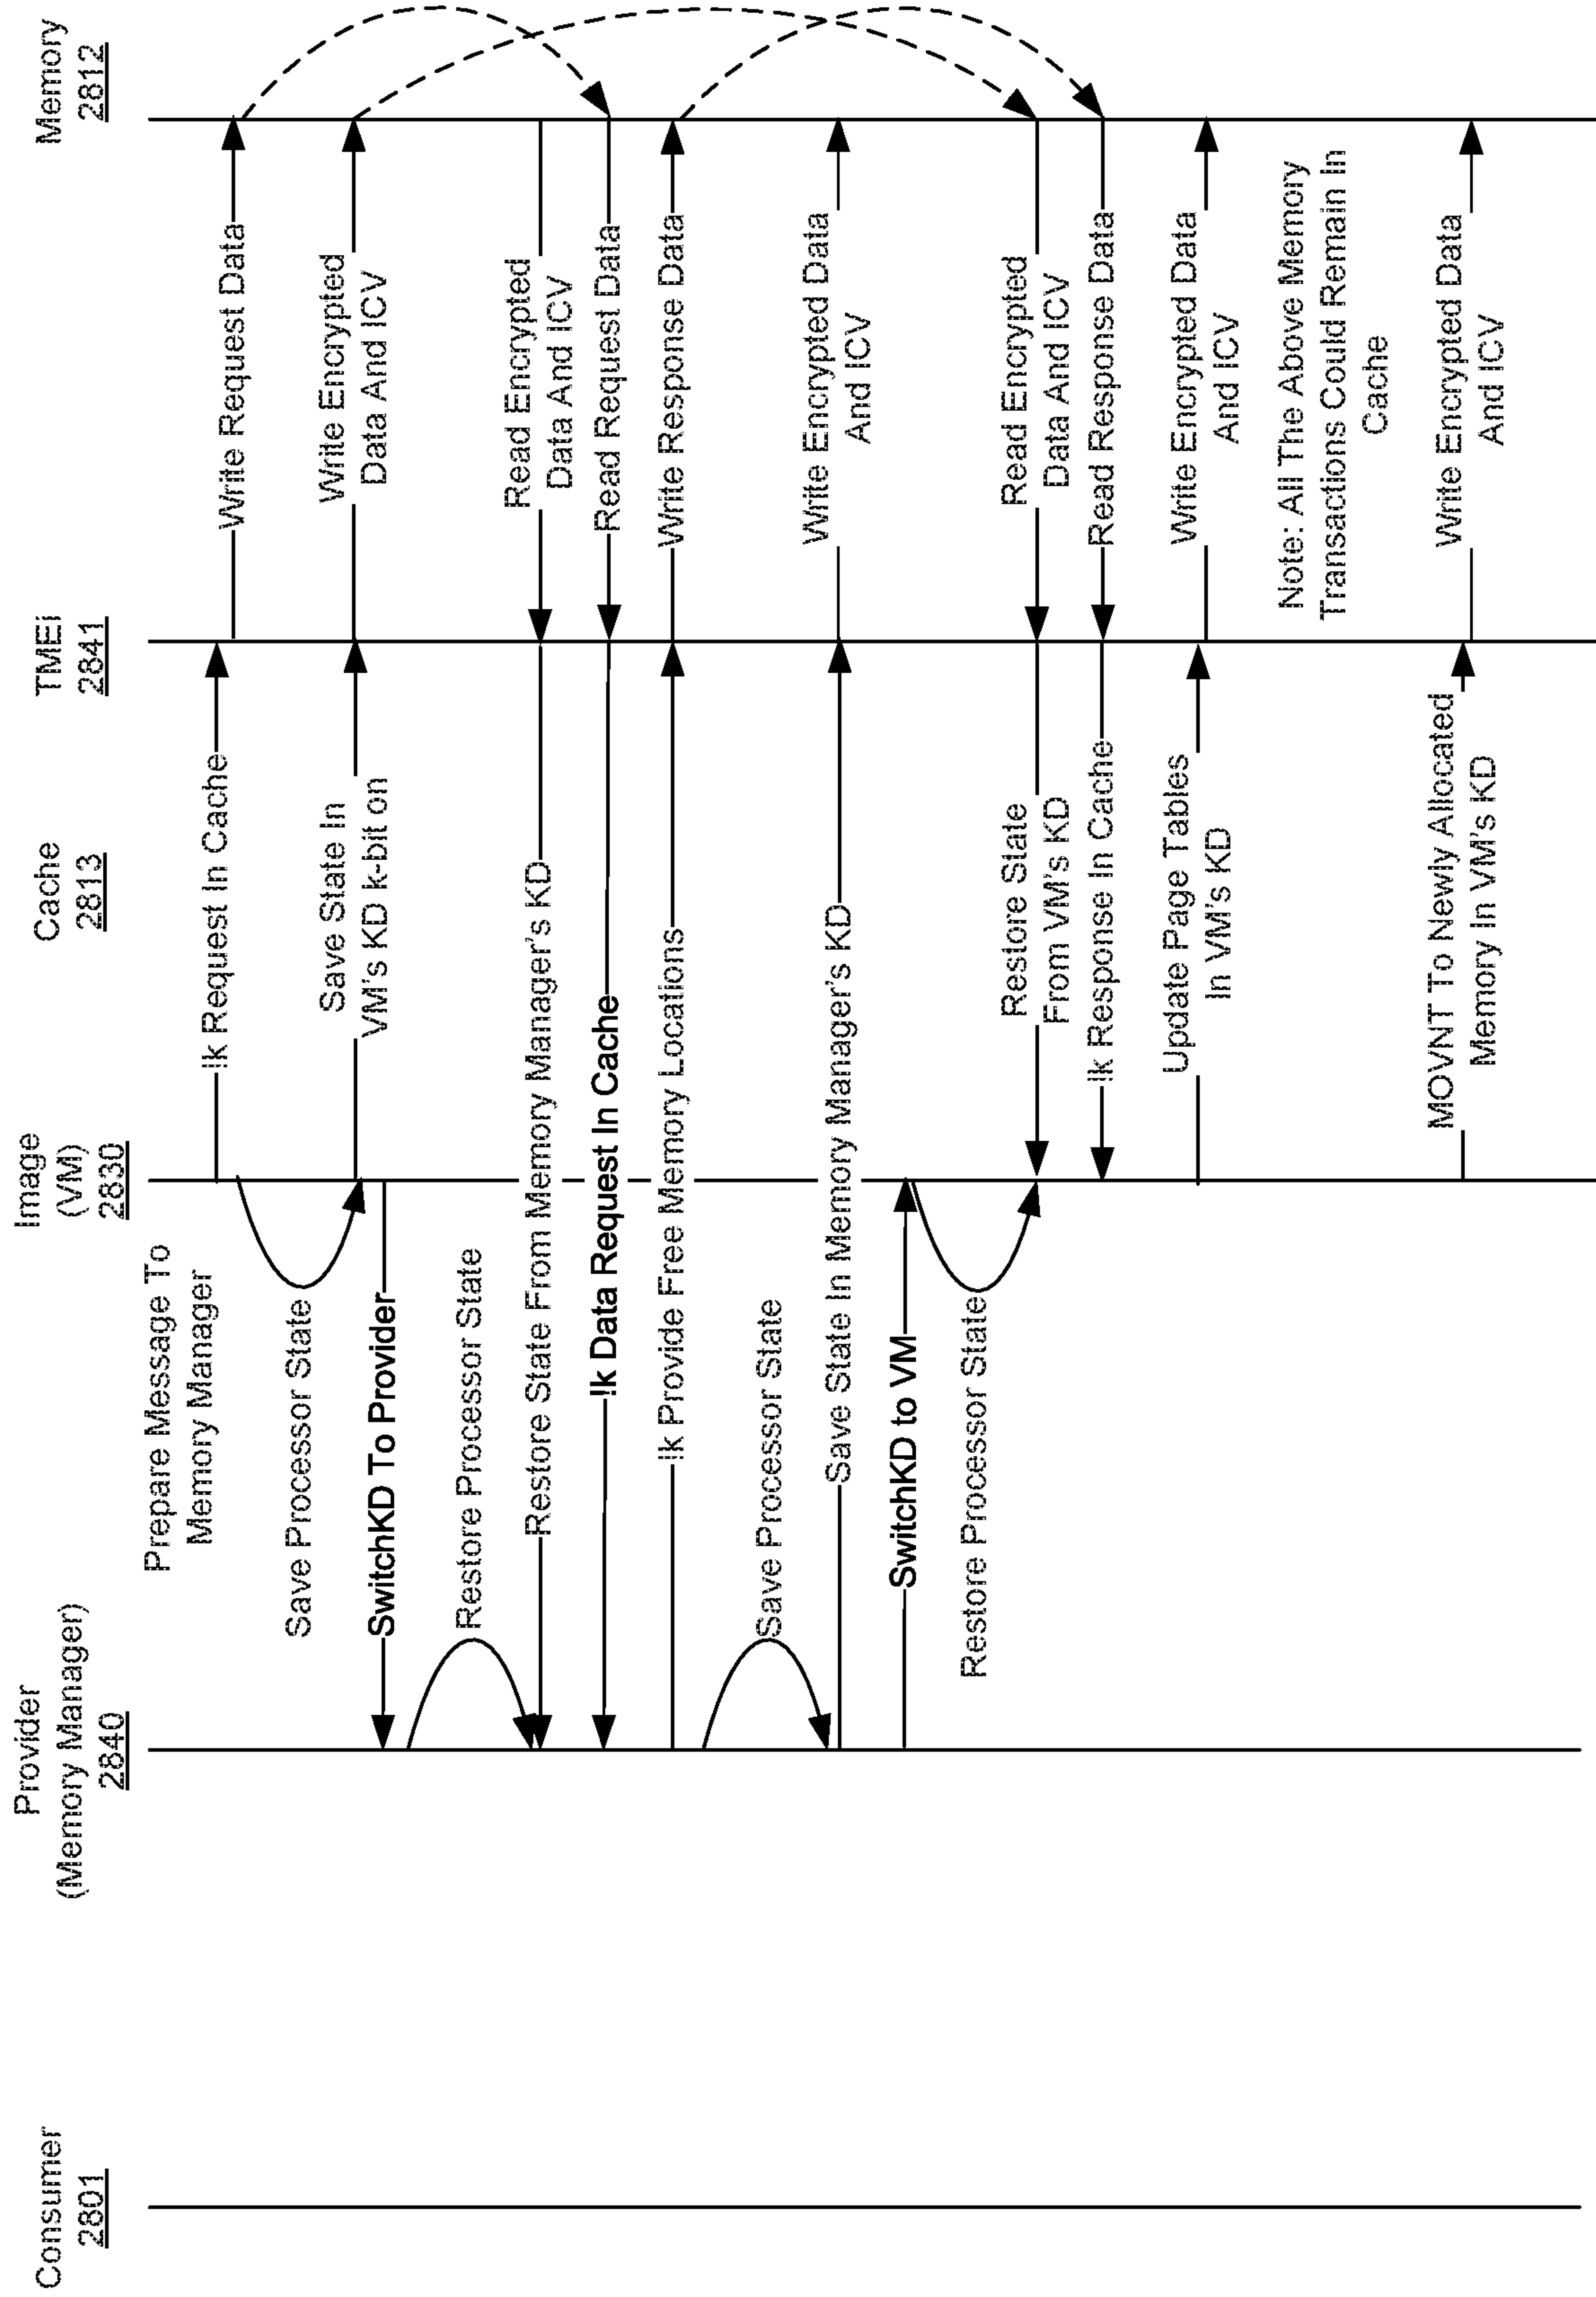 Consumer
2801
Provider
(Memory Manager)
2840
Image
(VM)
2830
Cache
2813
TMEi
2841
Memory
2812
Prepare Message To
Memory Manager
!k Request In Cache
Write Request Data
Save Processor State
Save State In
VM's KD k-bit on
Write Encrypted
Data And ICV
SwitchKD To Provider
Restore Processor State
Restore State From Memory Manager's KD
Read Encrypted
Data And ICV
!k Data Request In Cache
Read Request Data
!k Provide Free Memory Locations
Write Response Data
Save Processor State
Save State In Memory Manager's KD
Write Encrypted Data
And ICV
SwitchKD to VM
Restore Processor State
Restore State
From VM's KD
Read Encrypted
Data And ICV
!k Response In Cache
Read Response Data
Update Page Tables
In VM's KD
Write Encrypted Data
And ICV
Note: All The Above Memory
Transactions Could Remain In
Cache
MOVNT To Newly Allocated
Memory In VM's KD
Write Encrypted Data
And ICV